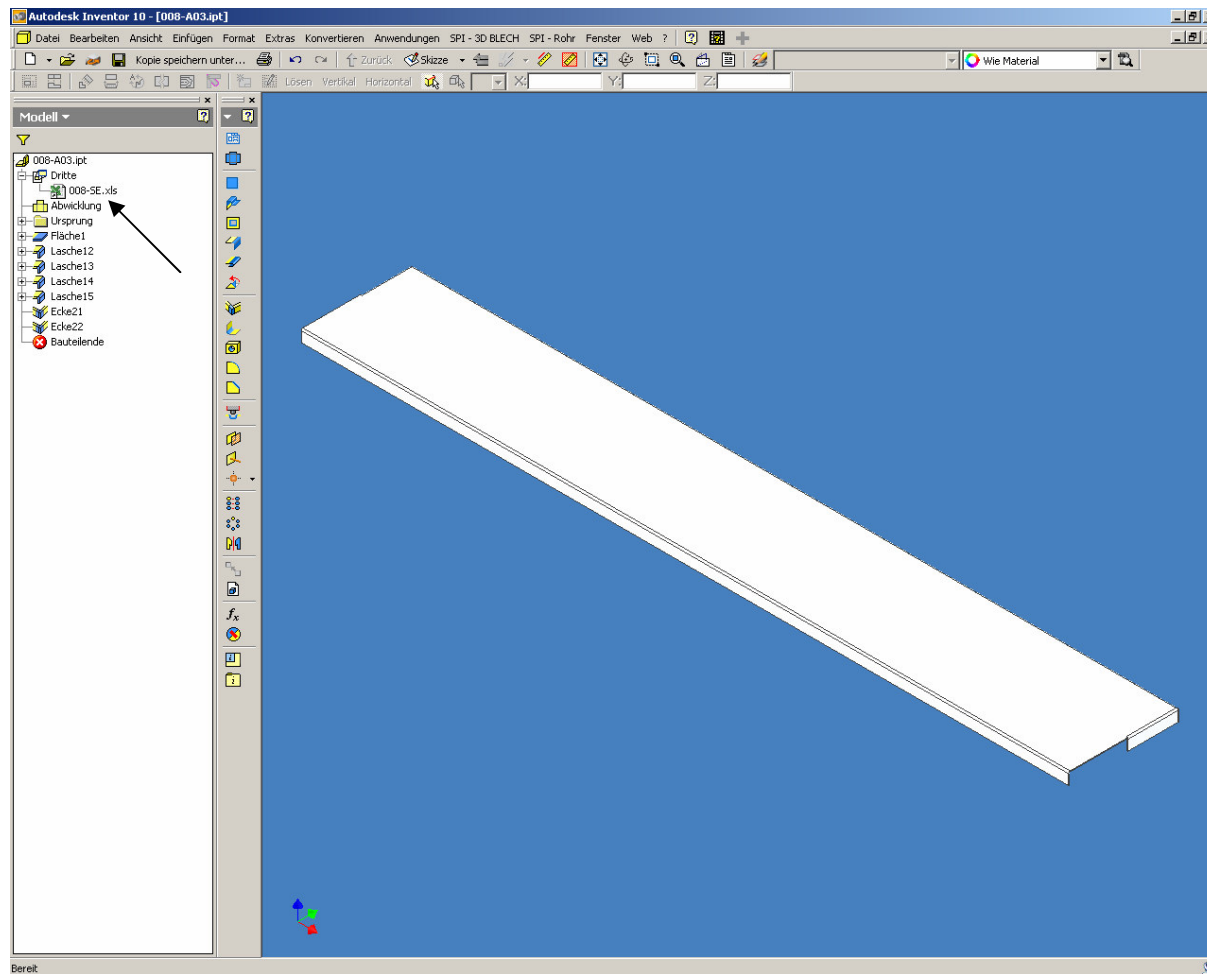 Autodesk Inventor 10 - [008-A03.ipt]
Datei Bearbeiten Ansicht Einfügen Format Extras Konvertieren Anwendungen SPI - 3D BLECH SPI - Rohr Fenster Web ?
Kopie speichern unter... Zurück Skizze Wie Material
Lösen Vertikal Horizontal X: Y: Z:
Modell
008-A03.ipt
Dritte
008-SE.xls
Abwicklung
Ursprung
Fläche1
Lasche12
Lasche13
Lasche14
Lasche15
Ecke21
Ecke22
Bauteilende
fx
Bereit